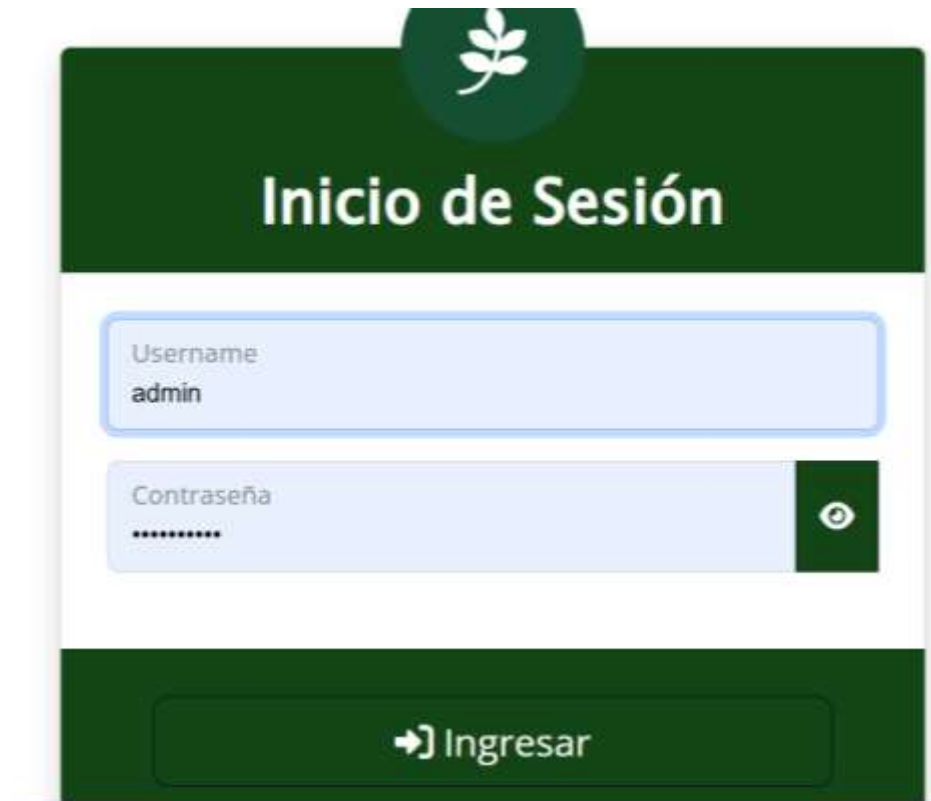 Inicio de Sesión
Username
admin
Contraseña
••••••••••
Ingresar